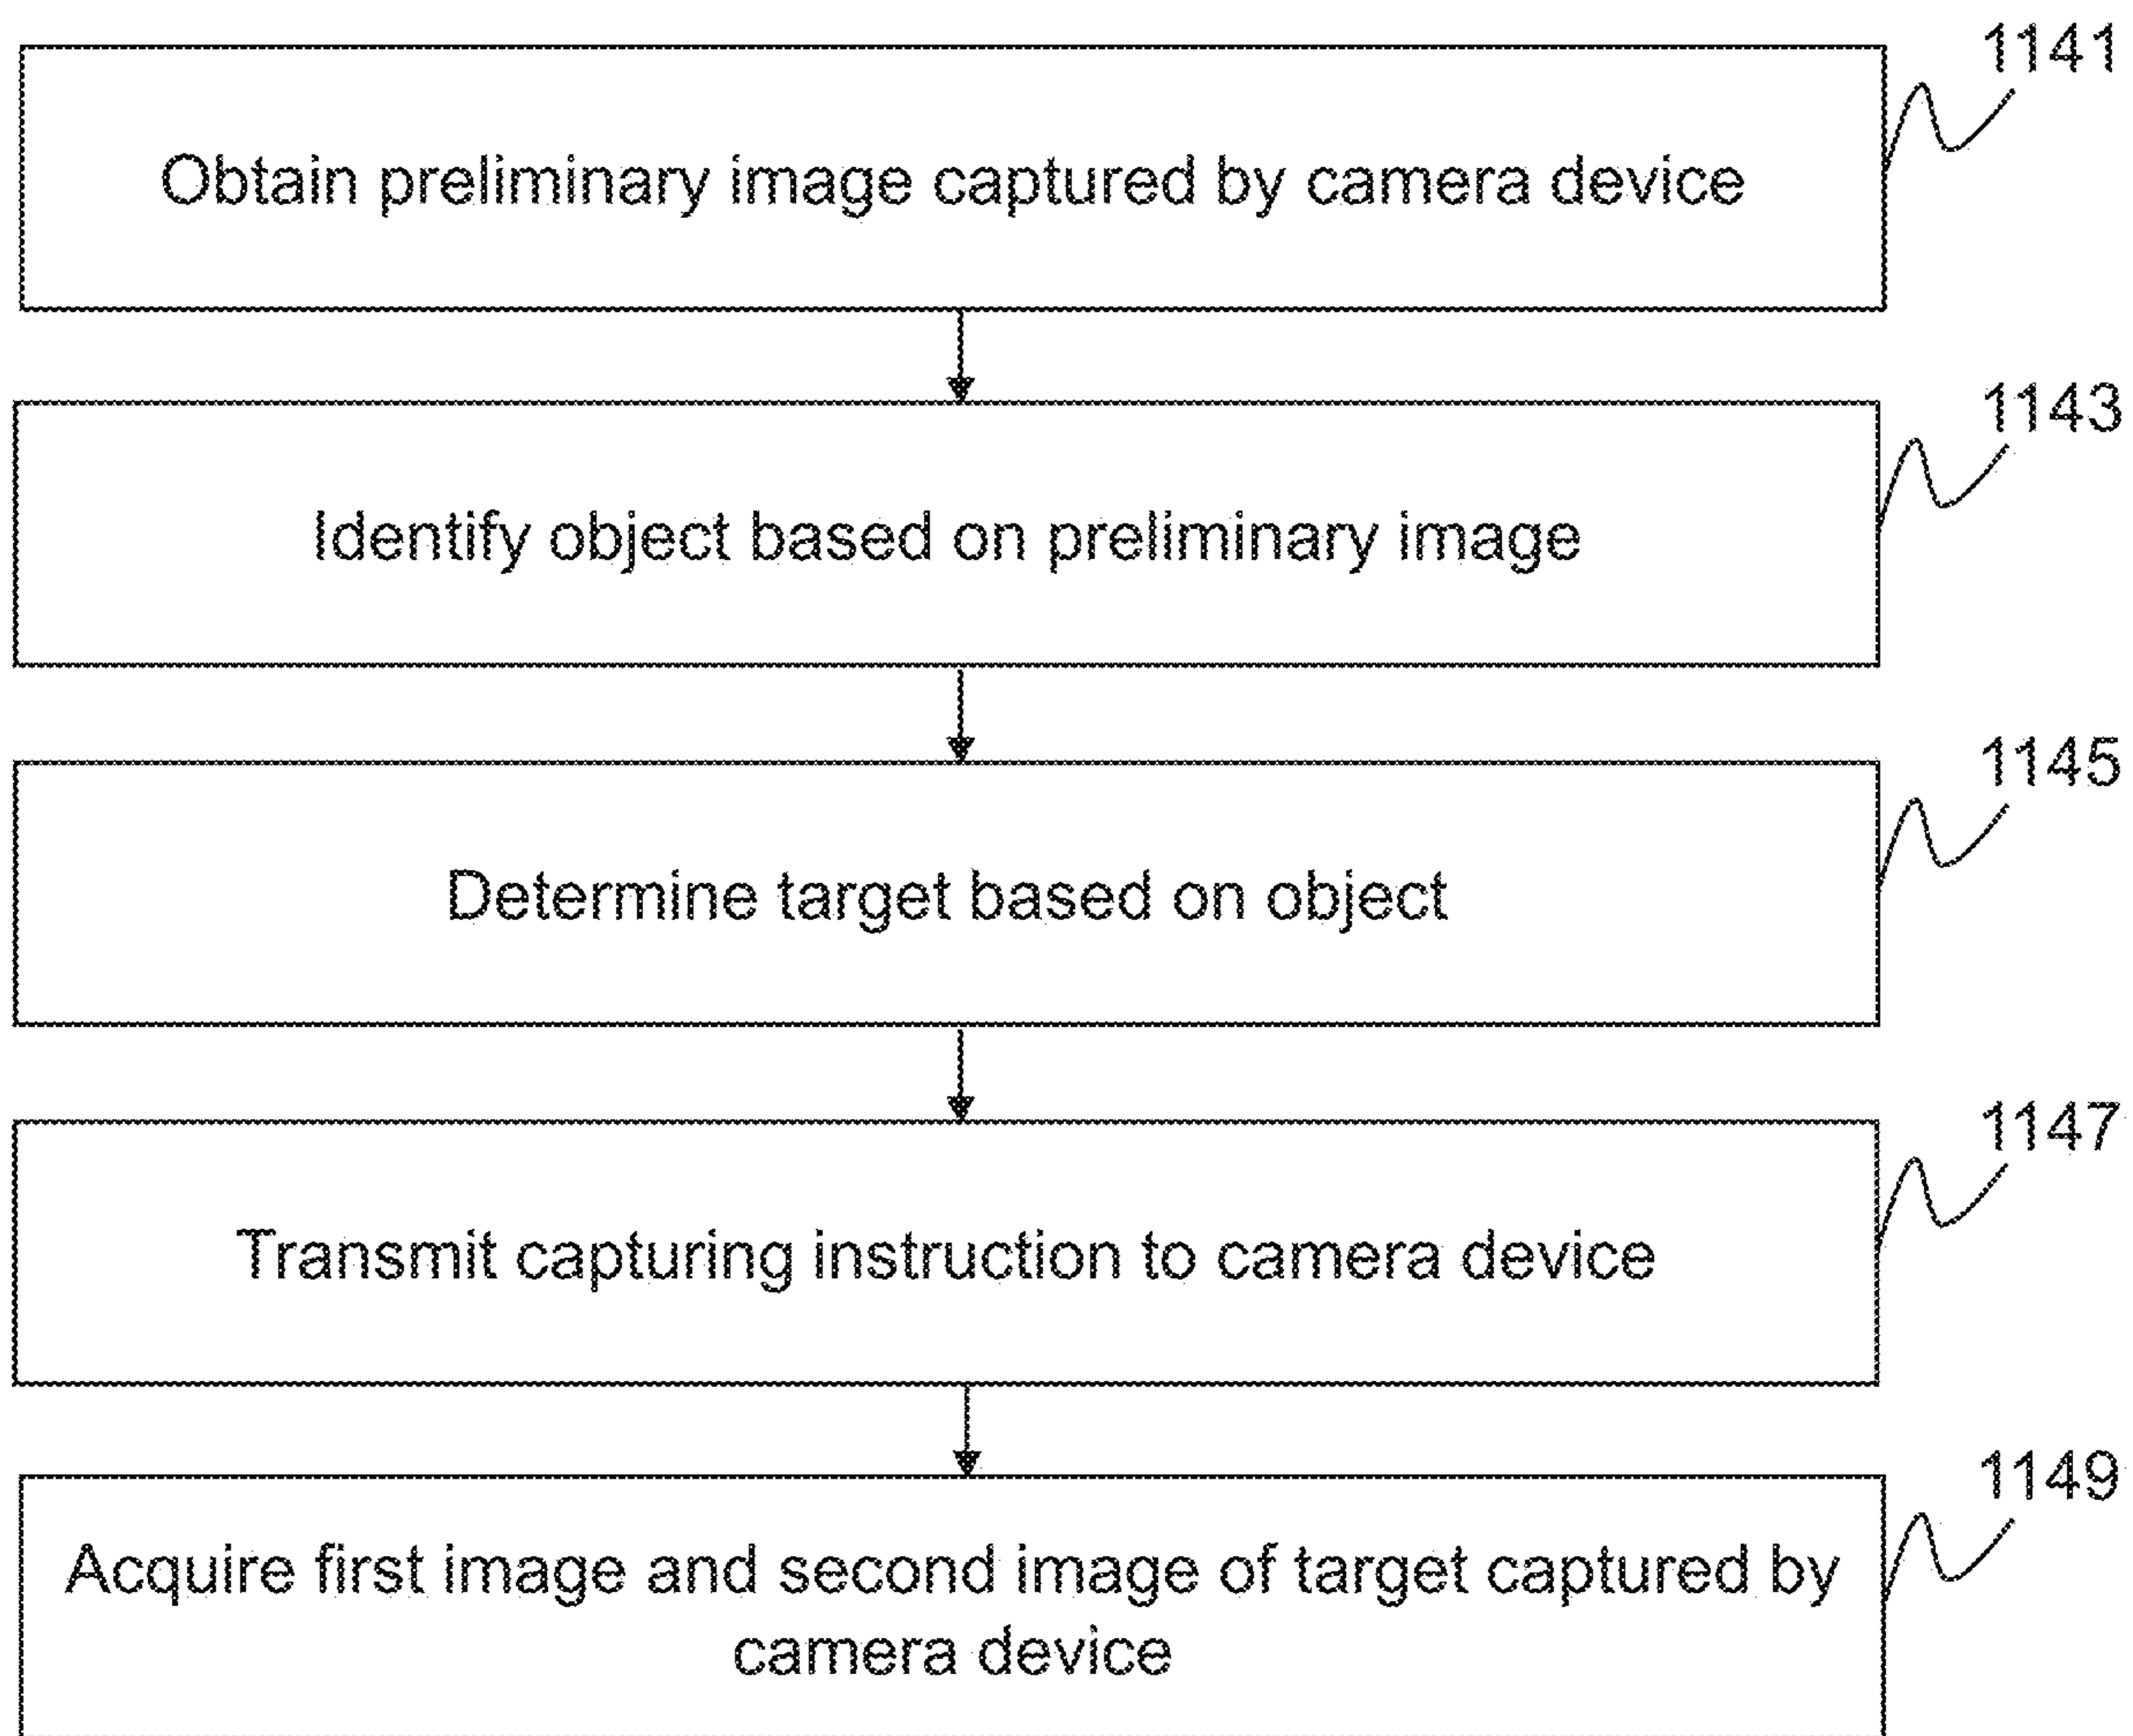 1141
Obtain preliminary image captured by camera device
1143
Identify object based on preliminary image
1145
Determine target based on object
1147
Transmit capturing instruction to camera device
1149
Acquire first image and second image of target captured by
camera device